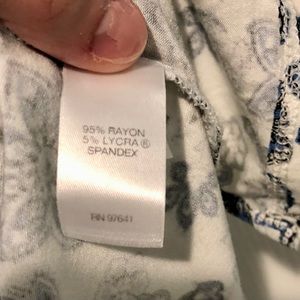 95% RAYON
5% LYCRA®
SPANDEX
RN 97641